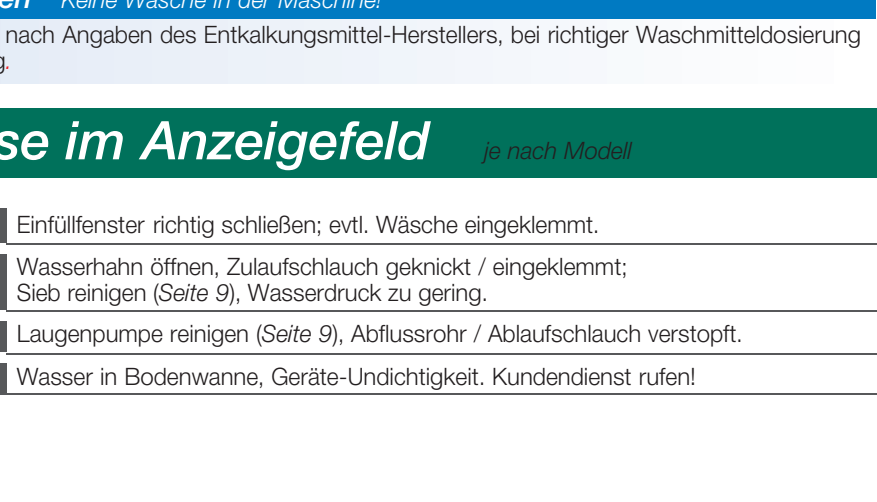 en Keine Wäsche in der Maschine!
nach Angaben des Entkalkungsmittel-Herstellers, bei richtiger Waschmitteldosierung
g.
se im Anzeigefeld je nach Modell
Einfüllfenster richtig schließen; evtl. Wäsche eingeklemmt.
Wasserhahn öffnen, Zulaufschlauch geknickt / eingeklemmt;
Sieb reinigen (Seite 9), Wasserdruck zu gering.
Laugenpumpe reinigen (Seite 9), Abflussrohr / Ablaufschlauch verstopft.
Wasser in Bodenwanne, Geräte-Undichtigkeit. Kundendienst rufen!